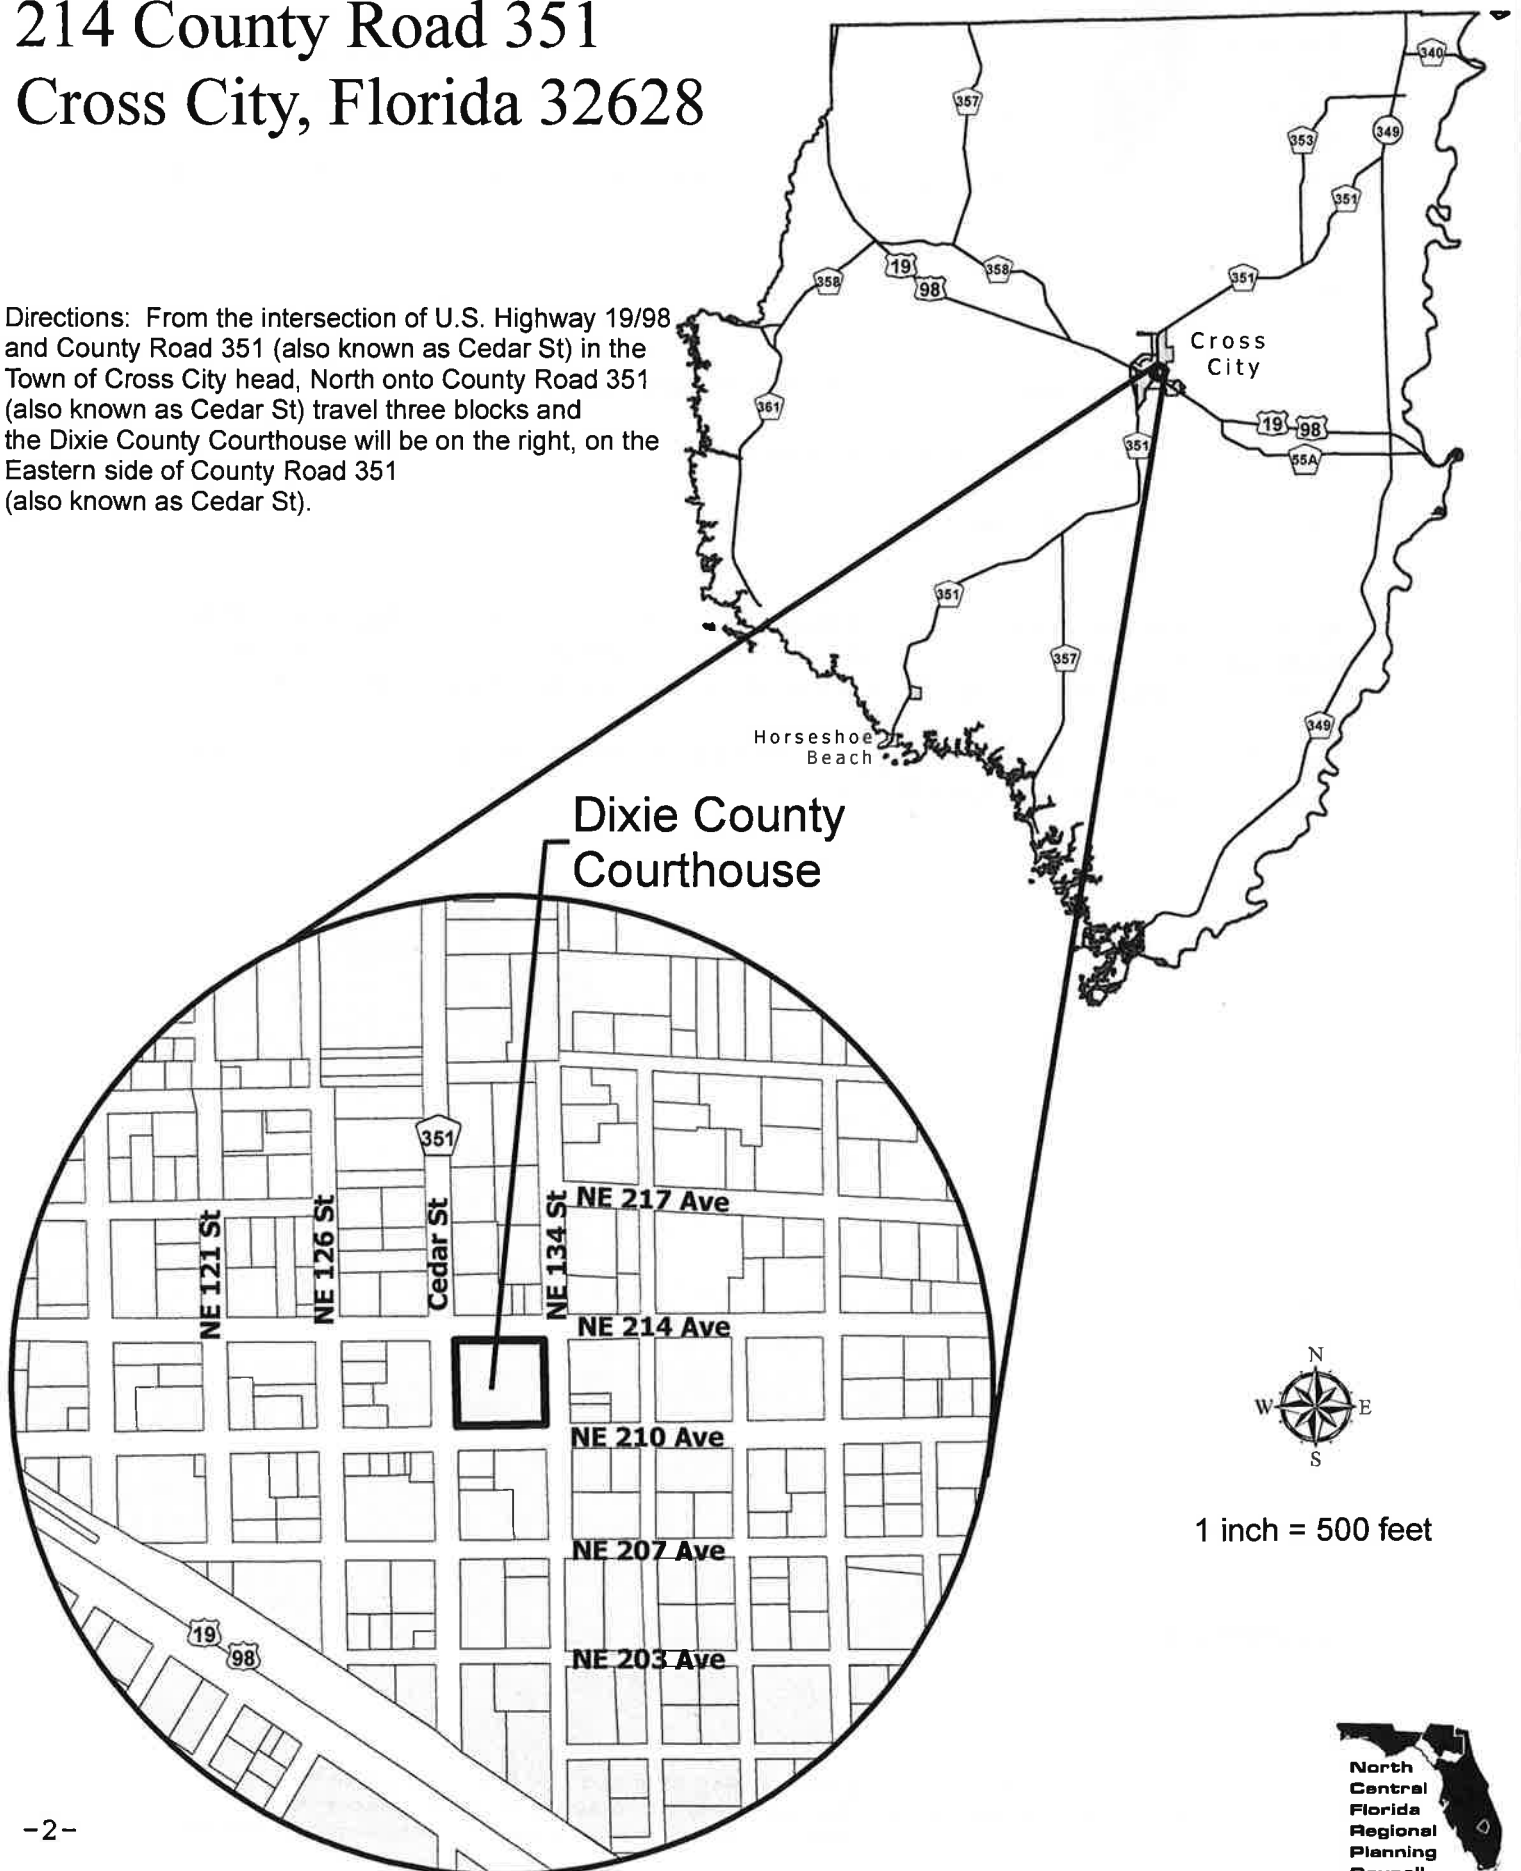 214 County Road 351
Cross City, Florida 32628
Directions: From the intersection of U.S. Highway 19/98
and County Road 351 (also known as Cedar St) in the
Town of Cross City head, North onto County Road 351
(also known as Cedar St) travel three blocks and
the Dixie County Courthouse will be on the right, on the
Eastern side of County Road 351
(also known as Cedar St).
340
357
349
353
351
351
358
19
98
358
Cross
City
361
351
19
98
55A
351
357
349
Horseshoe
Beach
Dixie County
Courthouse
351
NE 121 St
NE 126 St
Cedar St
NE 134 St
NE 217 Ave
NE 214 Ave
NE 210 Ave
NE 207 Ave
NE 203 Ave
19
98
N
W
E
S
1 inch = 500 feet
North
Central
Florida
Regional
Planning
Council
-2-